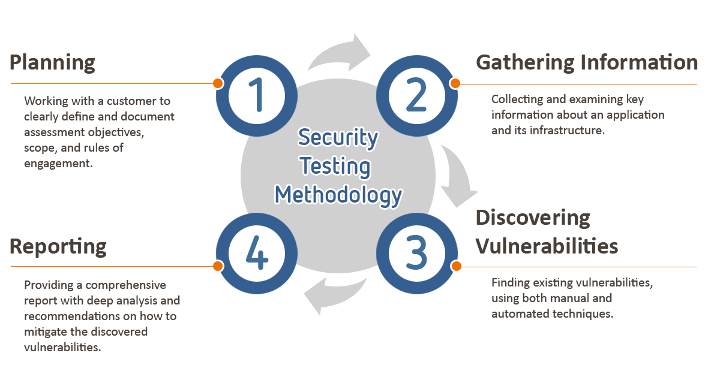 Planning
1
Working with a customer to
clearly define and document
assessment objectives,
scope, and rules of
engagement.
2
Gathering Information
Collecting and examining key
information about an application
and its infrastructure.
Security
Testing
Methodology
Discovering
Vulnerabilities
3
Finding existing vulnerabilities,
using both manual and
automated techniques.
Reporting
4
Providing a comprehensive
report with deep analysis and
recommendations on how to
mitigate the discovered
vulnerabilities.